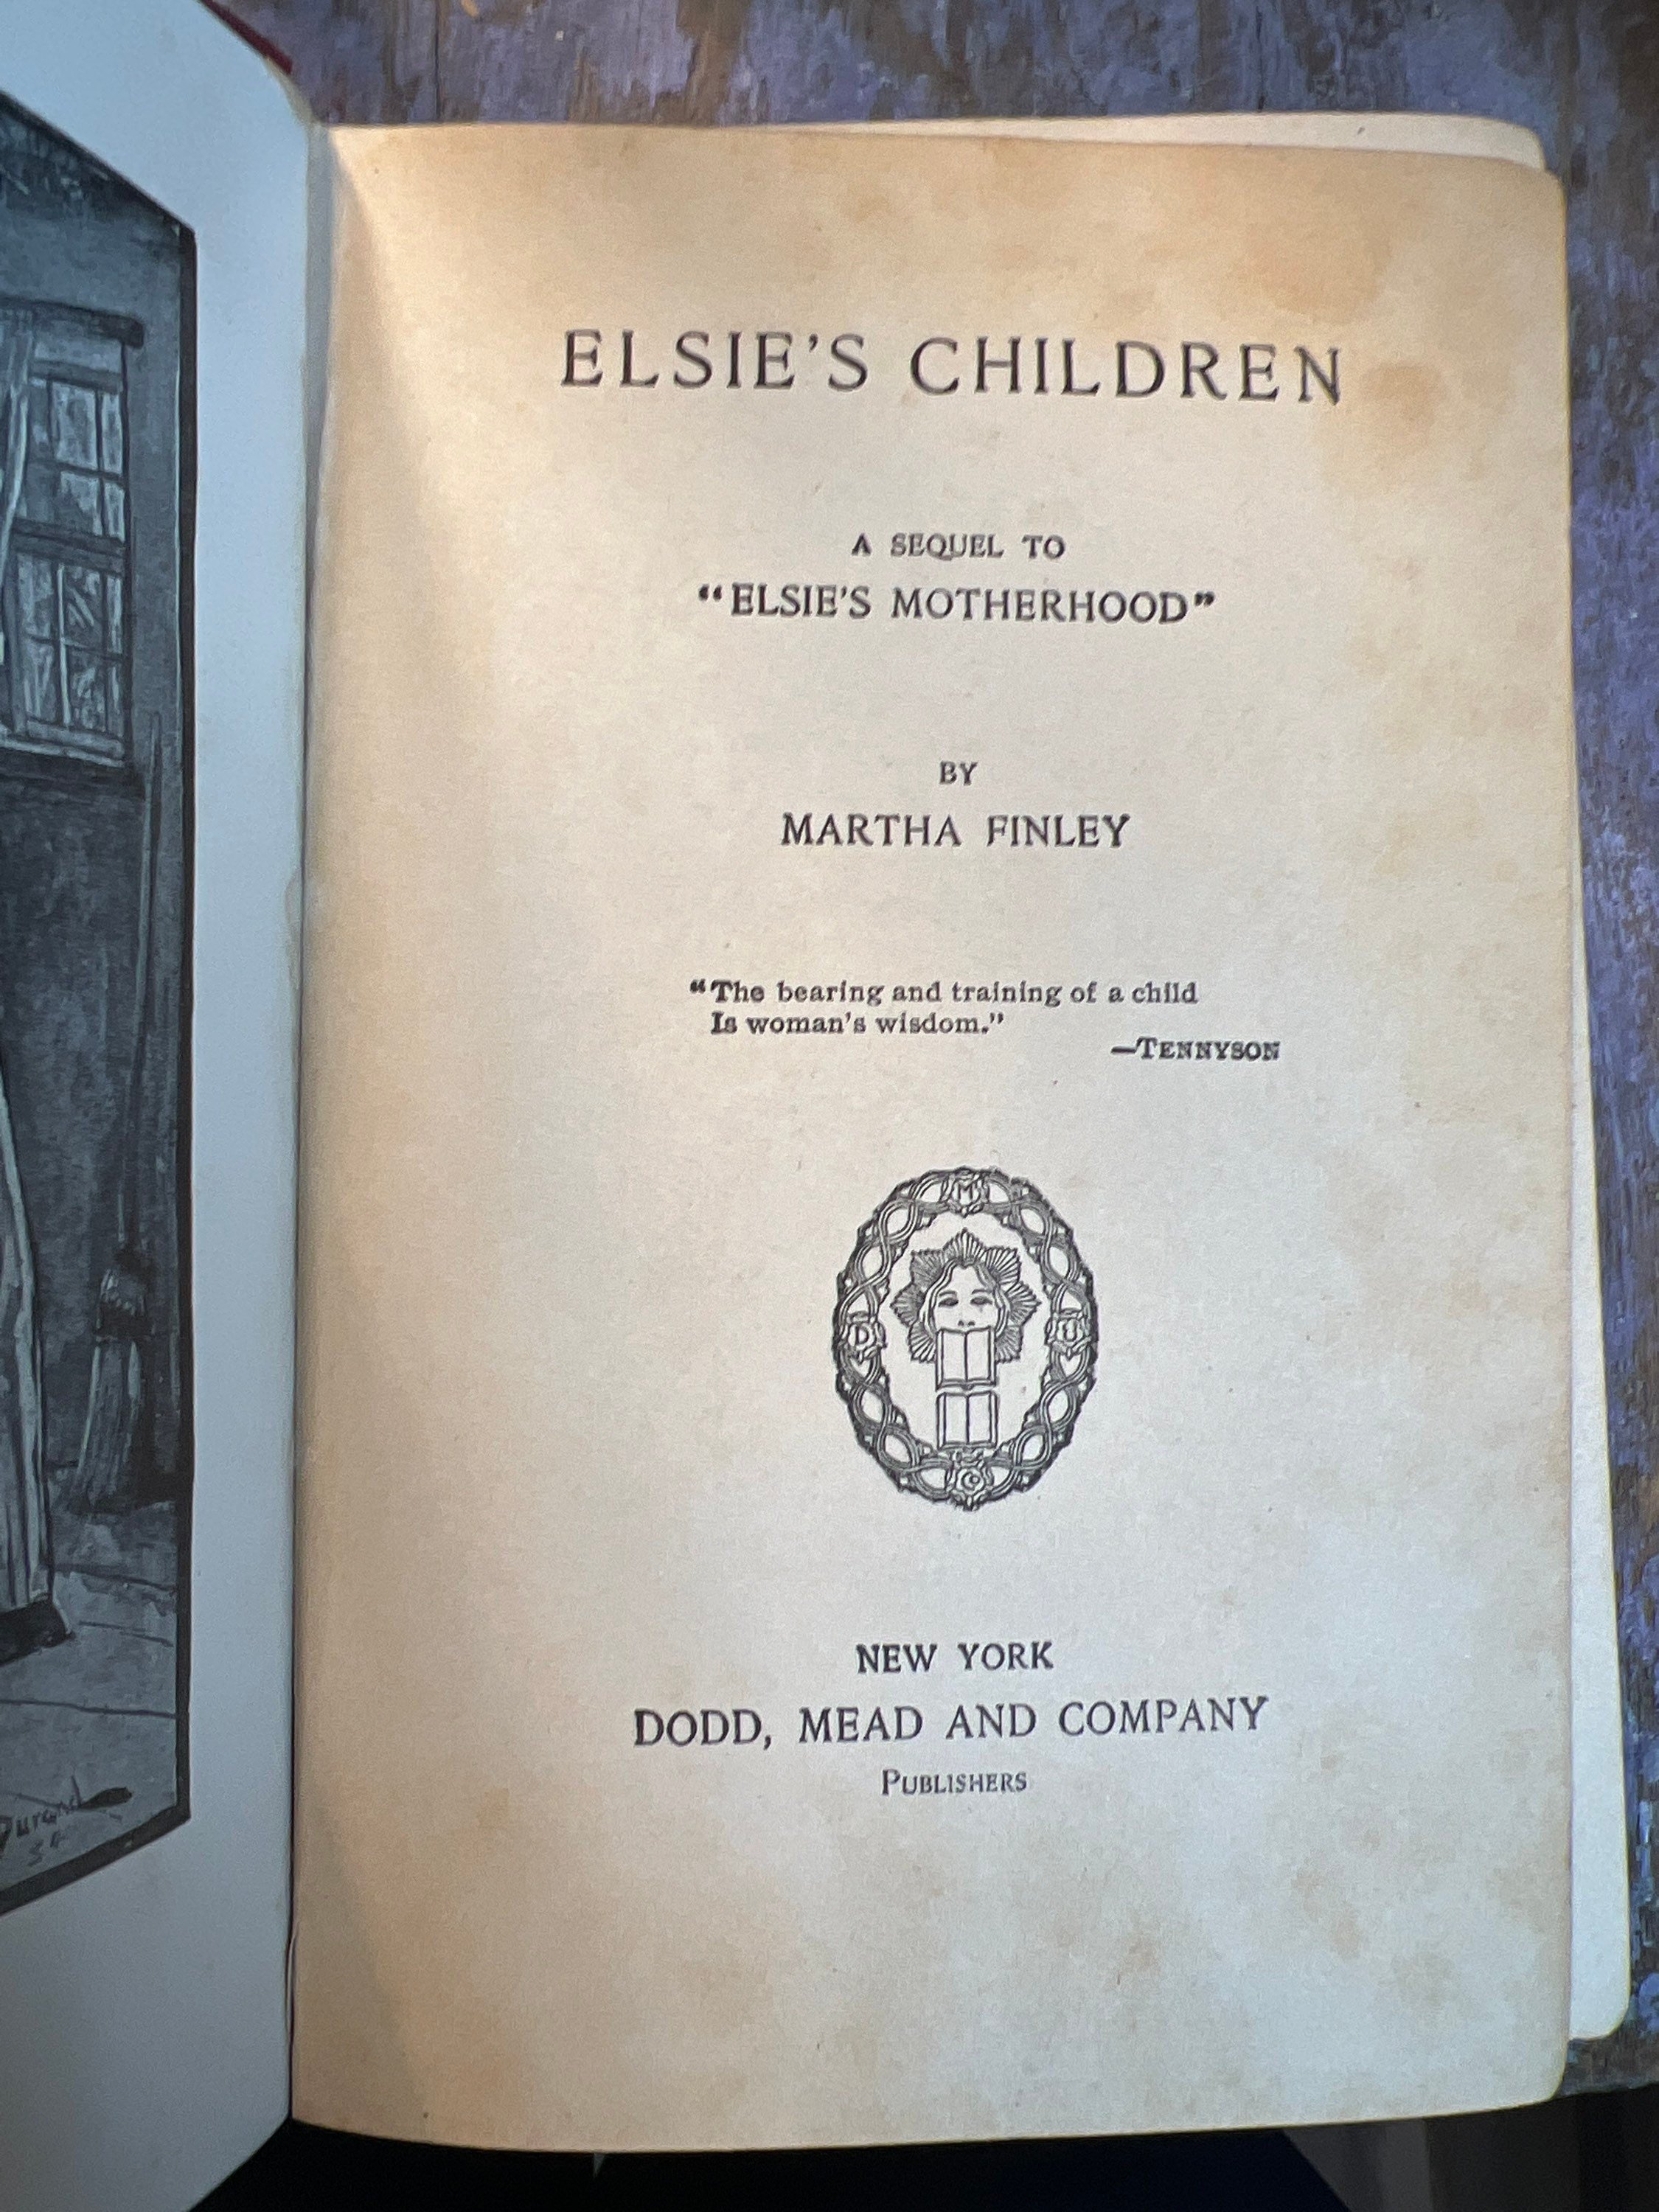 ELSIE'S CHILDREN
A SEQUEL TO
"ELSIE'S MOTHERHOOD"
BY
MARTHA FINLEY
"The bearing and training of a child
Is woman's wisdom."
—TENNYSON
M
D U
C
NEW YORK
DODD, MEAD AND COMPANY
PUBLISHERS